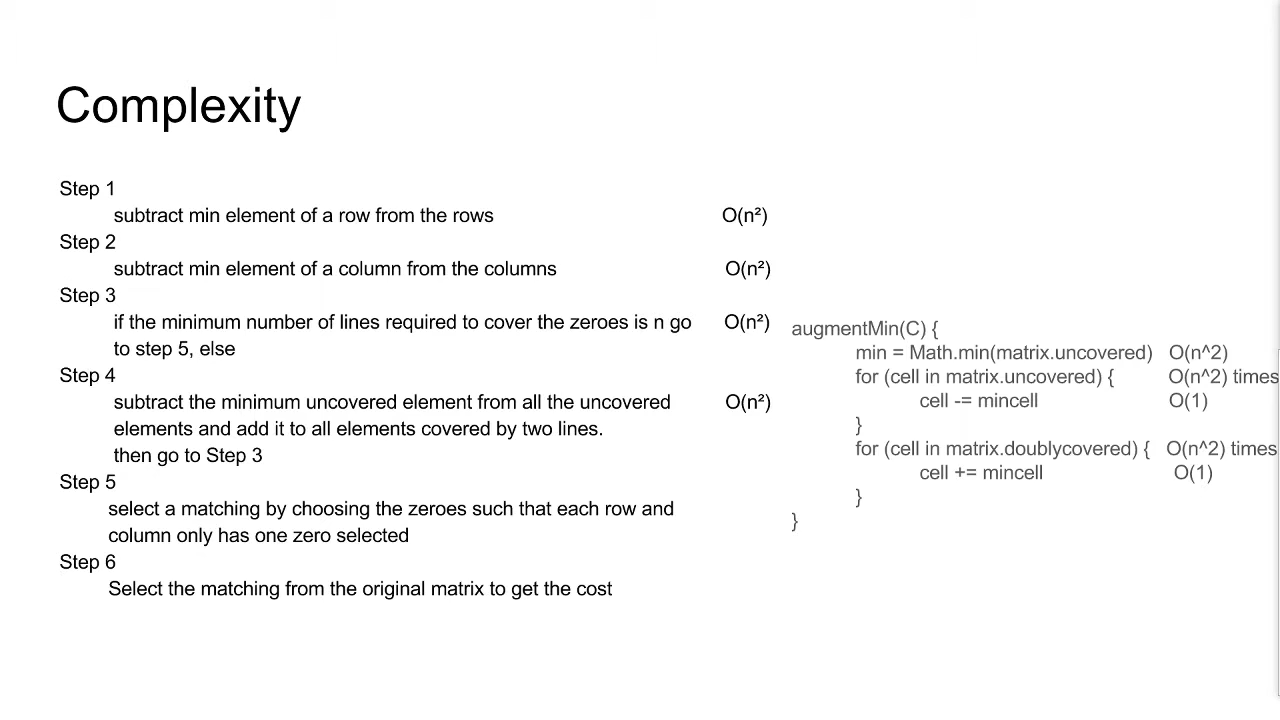 Complexity
Step 1
subtract min element of a row from the rows O(n²)
Step 2
subtract min element of a column from the columns O(n²)
Step 3
if the minimum number of lines required to cover the zeroes is n go O(n²)
to step 5, else
Step 4
subtract the minimum uncovered element from all the uncovered O(n²)
elements and add it to all elements covered by two lines.
then go to Step 3
Step 5
select a matching by choosing the zeroes such that each row and
column only has one zero selected
Step 6
Select the matching from the original matrix to get the cost
augmentMin(C) {
min = Math.min(matrix.uncovered) O(n^2)
for (cell in matrix.uncovered) { O(n^2) times
cell -= mincell O(1)
}
for (cell in matrix.doublycovered) { O(n^2) times
cell += mincell O(1)
}
}